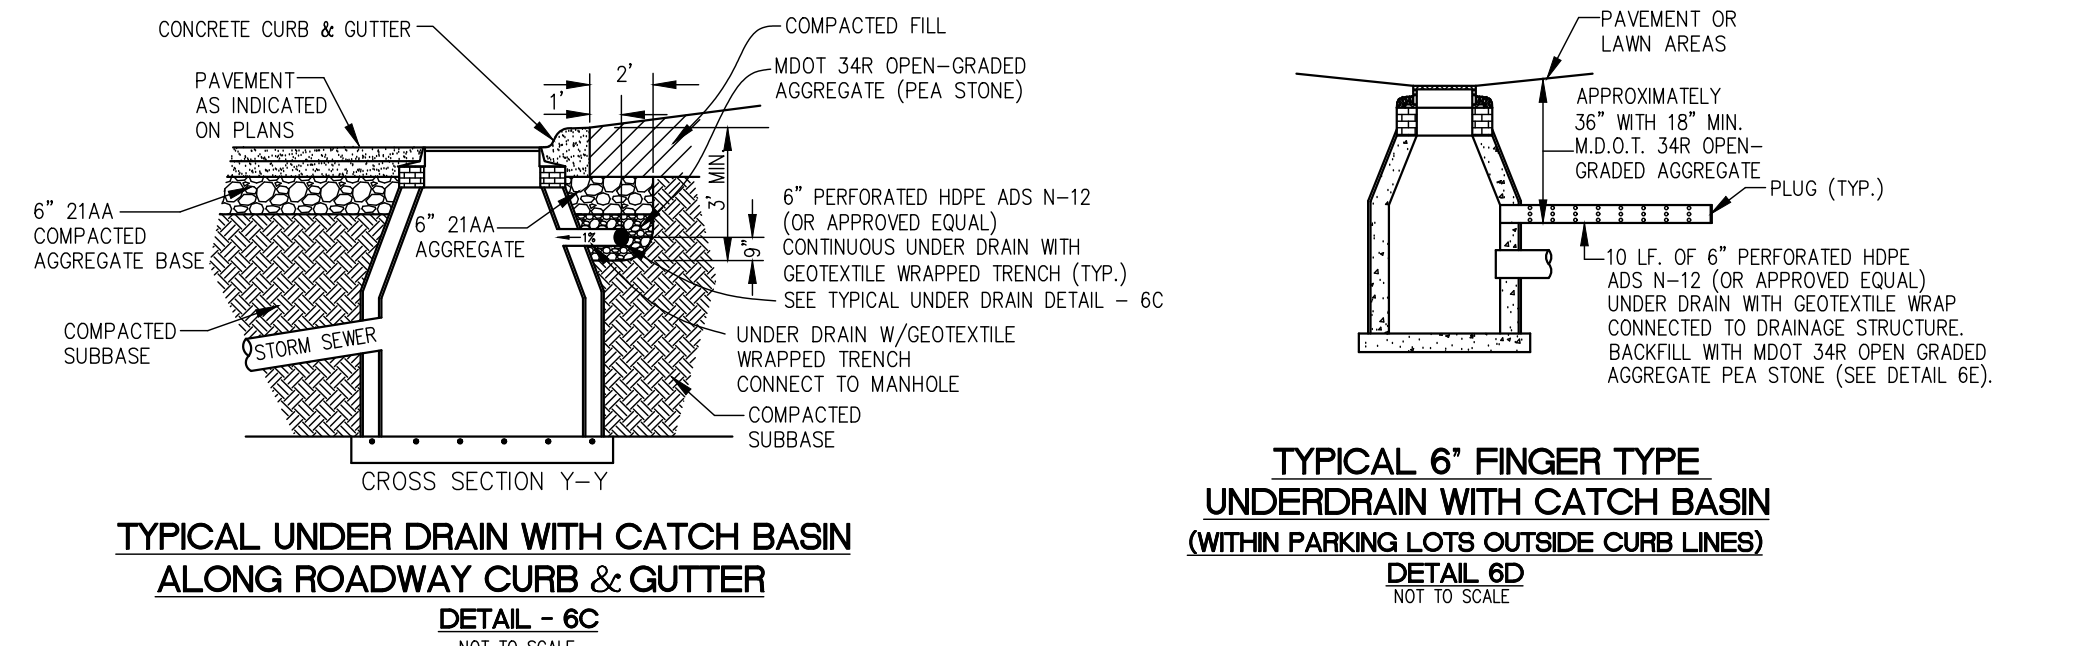 CONCRETE CURB & GUTTER
PAVEMENT
AS INDICATED
ON PLANS
6" 21AA
COMPACTED
AGGREGATE BASE
COMPACTED
SUBBASE
STORM SEWER
6" 21AA
AGGREGATE
1%
1'
2'
3' MIN.
9"
COMPACTED FILL
MDOT 34R OPEN-GRADED
AGGREGATE (PEA STONE)
6" PERFORATED HDPE ADS N-12
(OR APPROVED EQUAL)
CONTINUOUS UNDER DRAIN WITH
GEOTEXTILE WRAPPED TRENCH (TYP.)
SEE TYPICAL UNDER DRAIN DETAIL - 6C
UNDER DRAIN W/GEOTEXTILE
WRAPPED TRENCH
CONNECT TO MANHOLE
COMPACTED
SUBBASE
CROSS SECTION Y-Y
TYPICAL UNDER DRAIN WITH CATCH BASIN
ALONG ROADWAY CURB & GUTTER
DETAIL - 6C
NOT TO SCALE
PAVEMENT OR
LAWN AREAS
APPROXIMATELY
36" WITH 18" MIN.
M.D.O.T. 34R OPEN-
GRADED AGGREGATE
PLUG (TYP.)
10 LF. OF 6" PERFORATED HDPE
ADS N-12 (OR APPROVED EQUAL)
UNDER DRAIN WITH GEOTEXTILE WRAP
CONNECTED TO DRAINAGE STRUCTURE.
BACKFILL WITH MDOT 34R OPEN GRADED
AGGREGATE PEA STONE (SEE DETAIL 6E).
TYPICAL 6" FINGER TYPE
UNDERDRAIN WITH CATCH BASIN
(WITHIN PARKING LOTS OUTSIDE CURB LINES)
DETAIL 6D
NOT TO SCALE